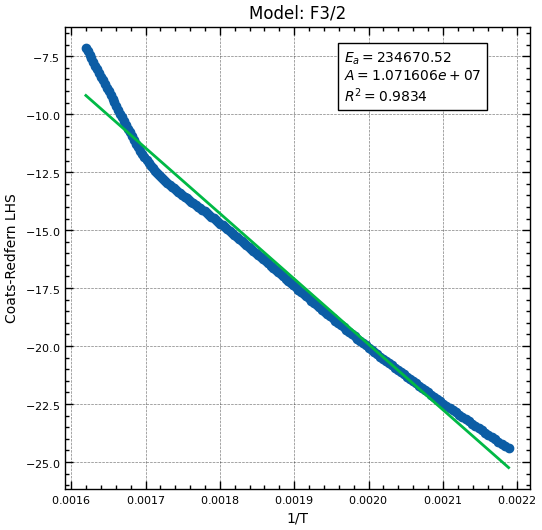 Model: F3/2
Eₐ = 234670.52
A = 1.071606e + 07
R² = 0.9834
Coats-Redfern LHS
−7.5
−10.0
−12.5
−15.0
−17.5
−20.0
−22.5
−25.0
0.0016 0.0017 0.0018 0.0019 0.0020 0.0021 0.0022
1/T